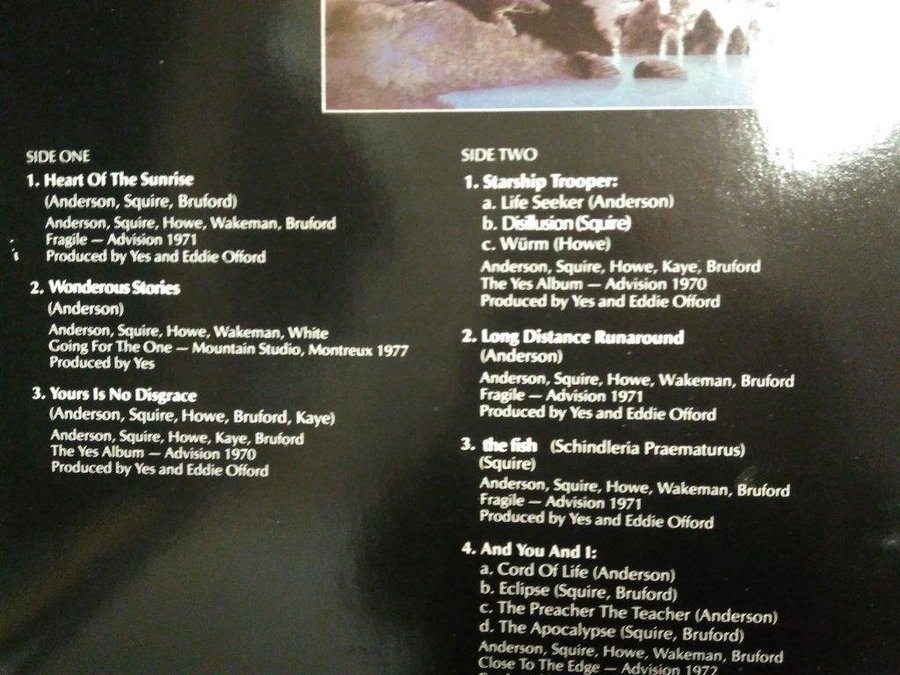 SIDE ONE
1. Heart Of The Sunrise
(Anderson, Squire, Bruford)
Anderson, Squire, Howe, Wakeman, Bruford
Fragile — Advision 1971
Produced by Yes and Eddie Offord
2. Wonderous Stories
(Anderson)
Anderson, Squire, Howe, Wakeman, White
Going For The One — Mountain Studio, Montreux 1977
Produced by Yes
3. Yours Is No Disgrace
(Anderson, Squire, Howe, Bruford, Kaye)
Anderson, Squire, Howe, Kaye, Bruford
The Yes Album — Advision 1970
Produced by Yes and Eddie Offord
SIDE TWO
1. Starship Trooper:
a. Life Seeker (Anderson)
b. Disillusion (Squire)
c. Würm (Howe)
Anderson, Squire, Howe, Kaye, Bruford
The Yes Album — Advision 1970
Produced by Yes and Eddie Offord
2. Long Distance Runaround
(Anderson)
Anderson, Squire, Howe, Wakeman, Bruford
Fragile — Advision 1971
Produced by Yes and Eddie Offord
3. the fish (Schindleria Praematurus)
(Squire)
Anderson, Squire, Howe, Wakeman, Bruford
Fragile — Advision 1971
Produced by Yes and Eddie Offord
4. And You And I:
a. Cord Of Life (Anderson)
b. Eclipse (Squire, Bruford)
c. The Preacher The Teacher (Anderson)
d. The Apocalypse (Squire, Bruford)
Anderson, Squire, Howe, Wakeman, Bruford
Close To The Edge — Advision 1972